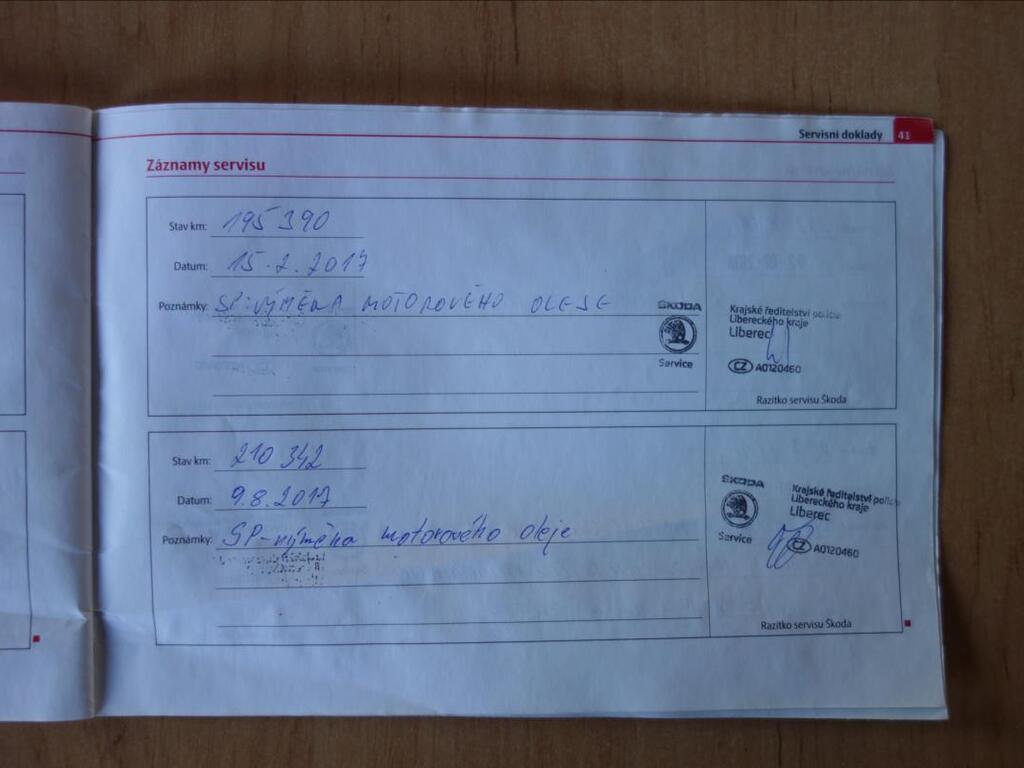 Servisní doklady 41
Záznamy servisu
Stav km: 195 390
Datum: 15.2.2017
Poznámky: SP: VÝMĚNA MOTOROVÉHO OLEJE
ŠKODA
Service
Krajské ředitelství policie
Libereckého kraje
Liberec
CZ A0120460
Razítko servisu Škoda
Stav km: 210 342
Datum: 9.8.2017
Poznámky: SP-výměna motorového oleje
ŠKODA
Service
Krajské ředitelství policie
Libereckého kraje
Liberec
CZ A0120460
Razítko servisu Škoda